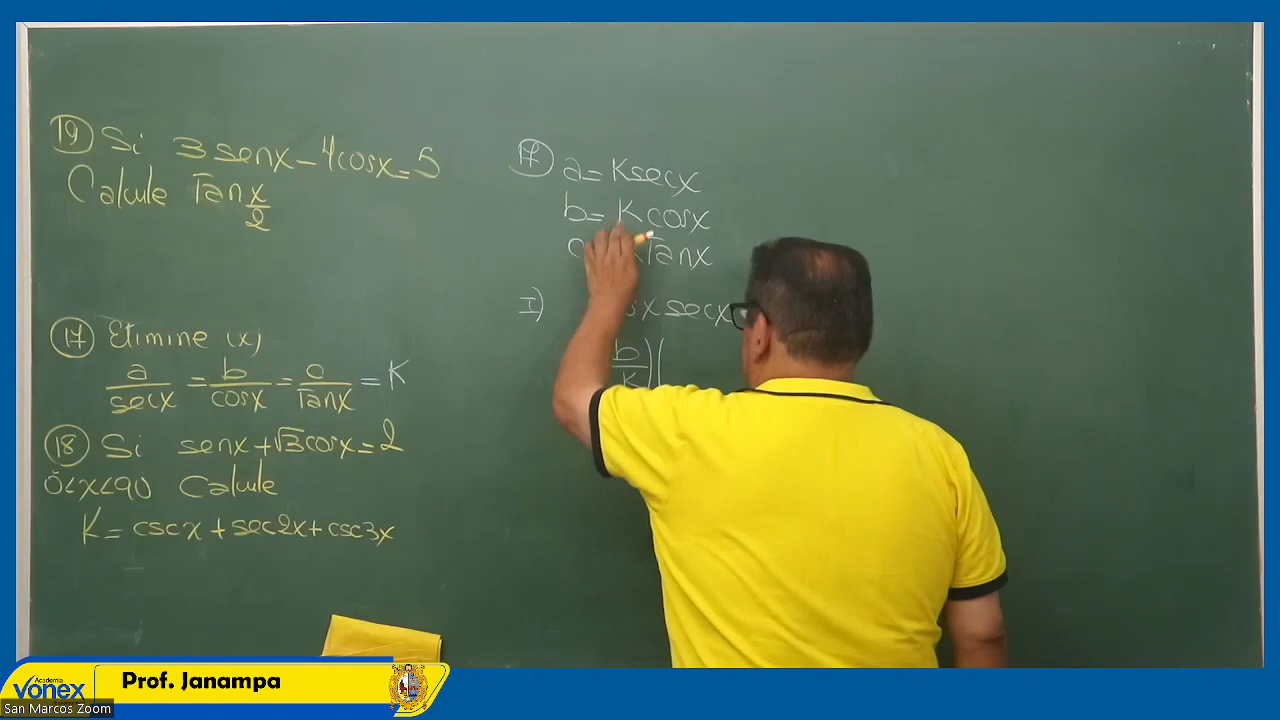 19 Si 3senx-4cosx=5
Calcule Tan x/2
17 Elimine (x)
a/secx = b/cosx = c/Tanx = K
18 Si senx+√3cosx=2
0<x<90 Calcule
K= cscx + sec2x + csc3x
17 a= Ksecx
b= Kcosx
Tanx
I) secx
b/K)(
Academia
vonex
Prof. Janampa
San Marcos Zoom